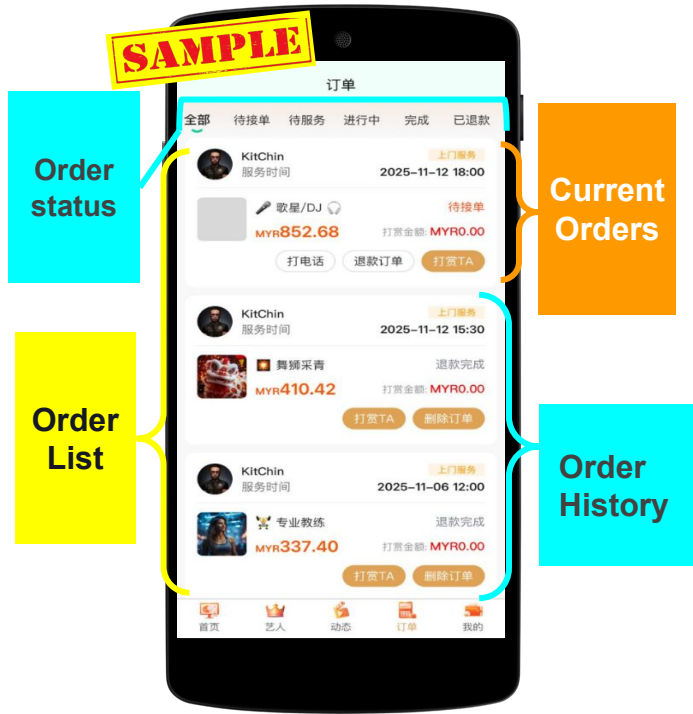 SAMPLE
订单
全部 待接单 待服务 进行中 完成 已退款
Order status
Current Orders
Order List
Order History
KitChin 上门服务
服务时间 2025-11-12 18:00
歌星/DJ 待接单
MYR852.68 打赏金额: MYR0.00
打电话 退款订单 打赏TA
KitChin 上门服务
服务时间 2025-11-12 15:30
舞狮采青 退款完成
MYR410.42 打赏金额: MYR0.00
打赏TA 删除订单
KitChin 上门服务
服务时间 2025-11-06 12:00
专业教练 退款完成
MYR337.40 打赏金额: MYR0.00
打赏TA 删除订单
首页 艺人 动态 订单 我的